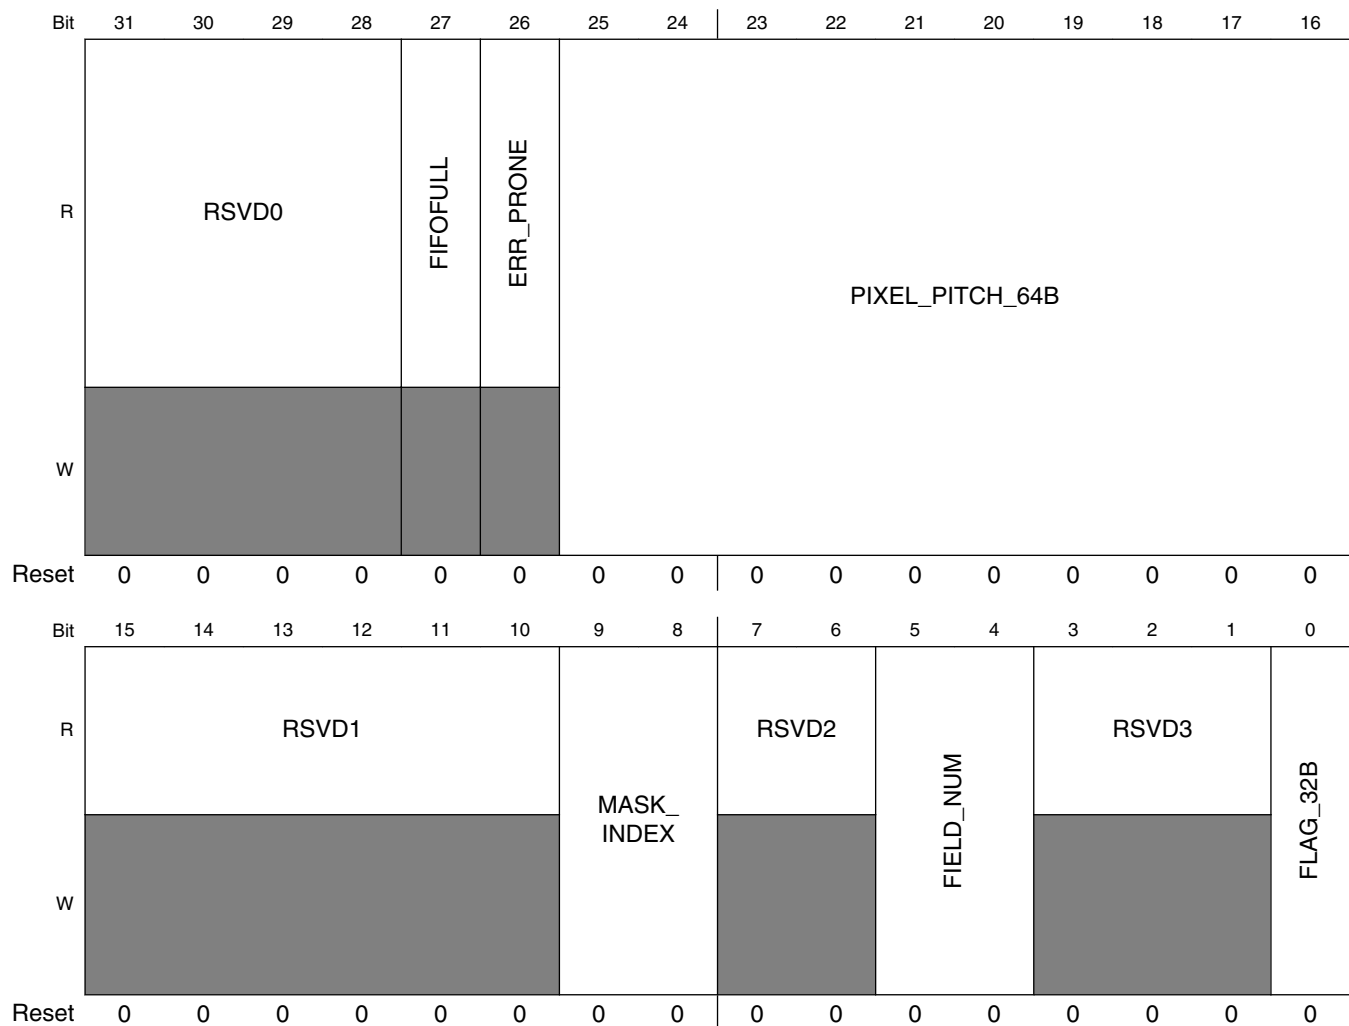 Bit 31 30 29 28 27 26 25 24 23 22 21 20 19 18 17 16
R RSVD0 FIFOFULL ERR_PRONE PIXEL_PITCH_64B
W
Reset 0 0 0 0 0 0 0 0 0 0 0 0 0 0 0 0
Bit 15 14 13 12 11 10 9 8 7 6 5 4 3 2 1 0
R RSVD1 MASK_ RSVD2 FIELD_NUM RSVD3 FLAG_32B
INDEX
W
Reset 0 0 0 0 0 0 0 0 0 0 0 0 0 0 0 0